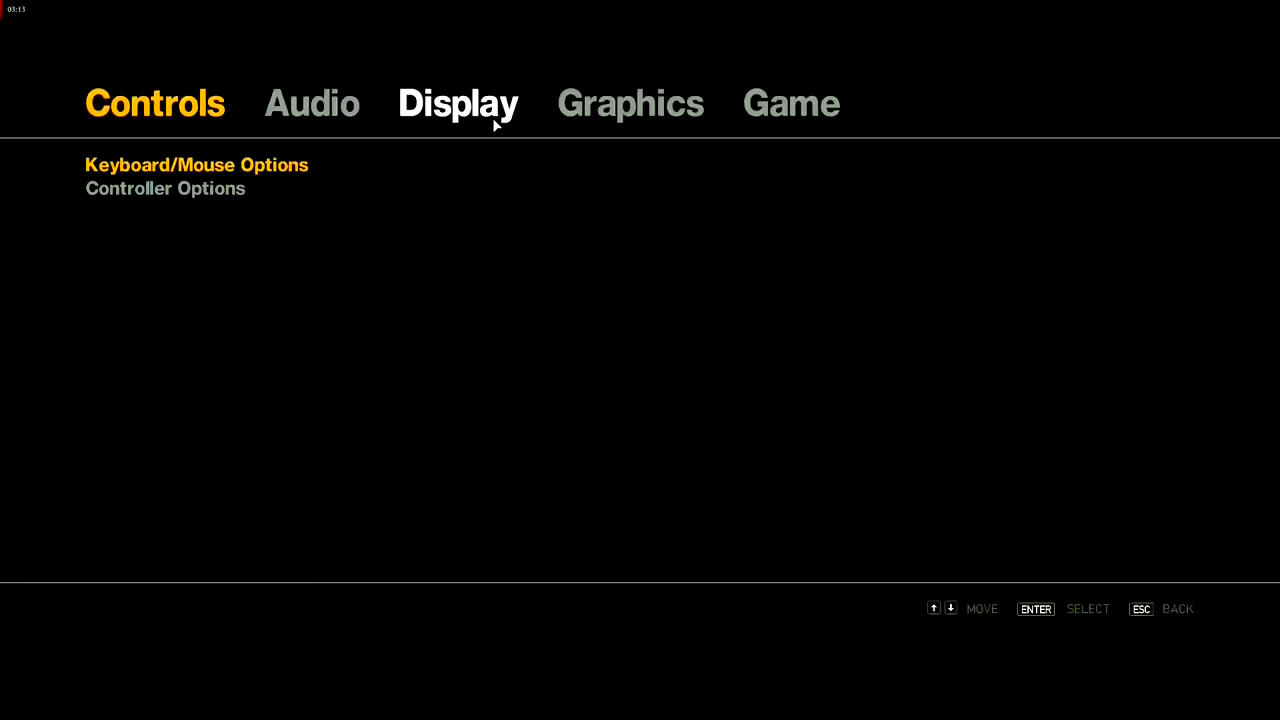 03:13
Controls Audio Display Graphics Game
Keyboard/Mouse Options
Controller Options
MOVE ENTER SELECT ESC BACK